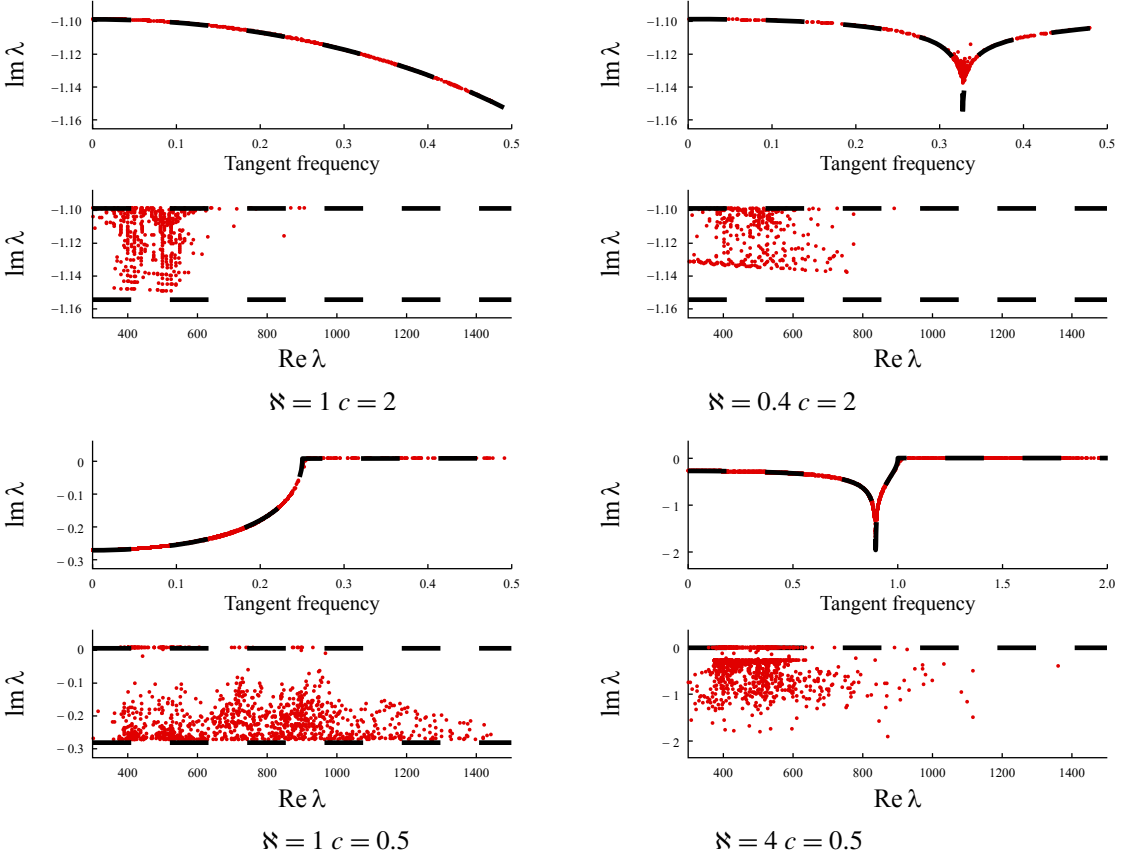 Im λ
−1.10
−1.12
−1.14
−1.16
0 0.1 0.2 0.3 0.4 0.5
Tangent frequency
Im λ
−1.10
−1.12
−1.14
−1.16
400 600 800 1000 1200 1400
Re λ
ℵ = 1 c = 2
Im λ
−1.10
−1.12
−1.14
−1.16
0 0.1 0.2 0.3 0.4 0.5
Tangent frequency
Im λ
−1.10
−1.12
−1.14
−1.16
400 600 800 1000 1200 1400
Re λ
ℵ = 0.4 c = 2
Im λ
0
− 0.1
− 0.2
− 0.3
0 0.1 0.2 0.3 0.4 0.5
Tangent frequency
Im λ
0
− 0.1
− 0.2
− 0.3
400 600 800 1000 1200 1400
Re λ
ℵ = 1 c = 0.5
Im λ
0
− 1
− 2
0 0.5 1.0 1.5 2.0
Tangent frequency
Im λ
0
− 1
− 2
400 600 800 1000 1200 1400
Re λ
ℵ = 4 c = 0.5